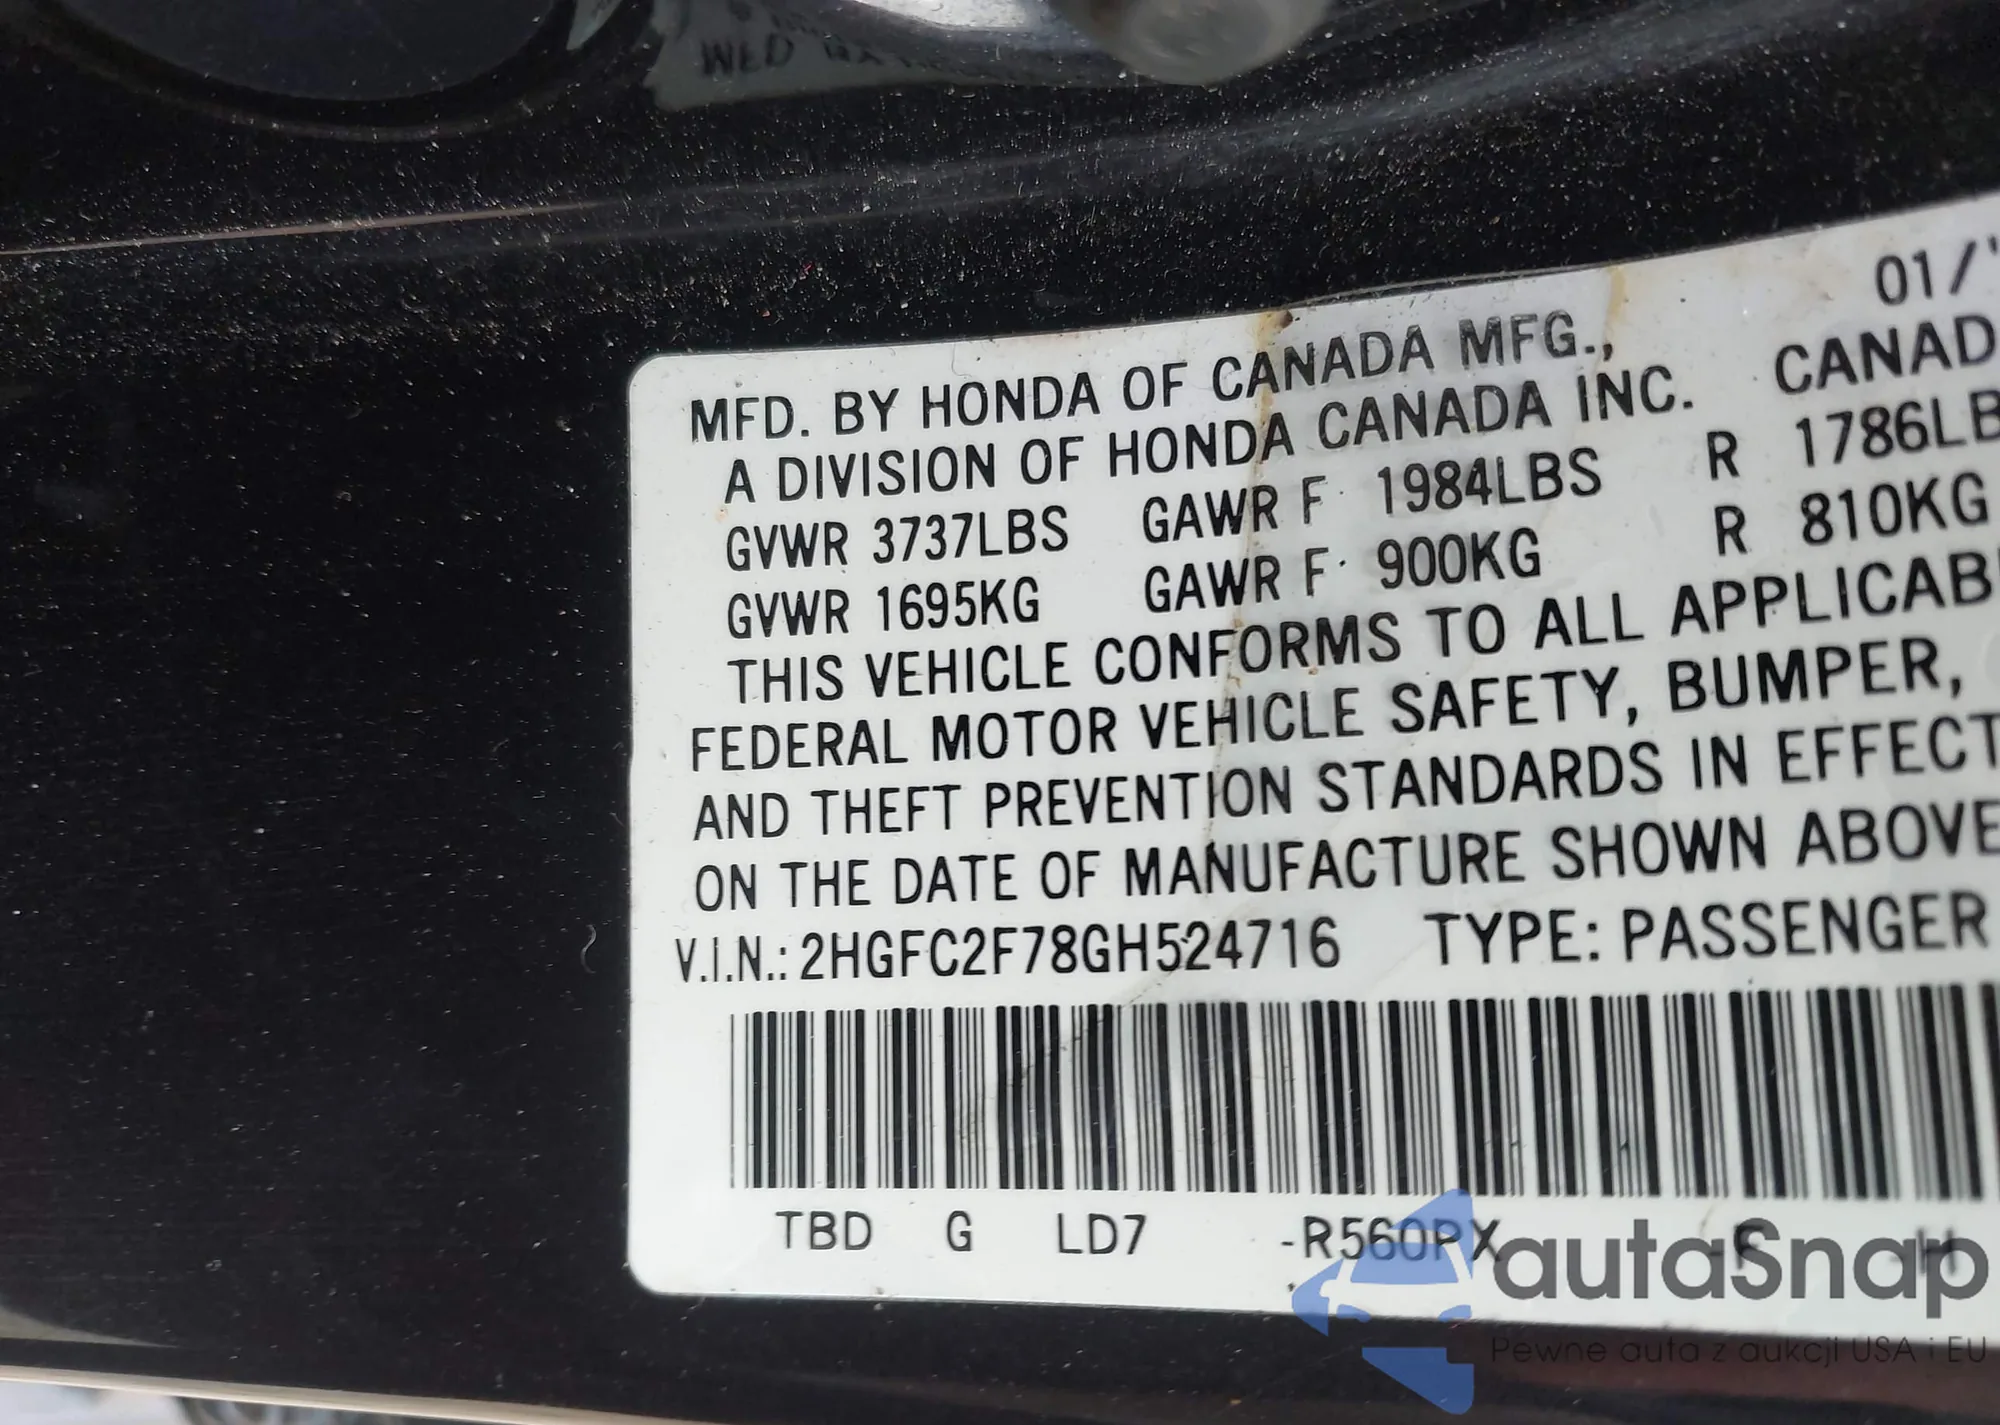 WED
01/'
MFD. BY HONDA OF CANADA MFG.,
A DIVISION OF HONDA CANADA INC. CANAD
GVWR 3737LBS GAWR F 1984LBS R 1786LB
GVWR 1695KG GAWR F 900KG R 810KG
THIS VEHICLE CONFORMS TO ALL APPLICAB
FEDERAL MOTOR VEHICLE SAFETY, BUMPER,
AND THEFT PREVENTION STANDARDS IN EFFECT
ON THE DATE OF MANUFACTURE SHOWN ABOVE
V.I.N.: 2HGFC2F78GH524716 TYPE: PASSENGER
TBD G LD7 -R560PX -F -H
autaSnap
Pewne auta z aukcji USA i EU